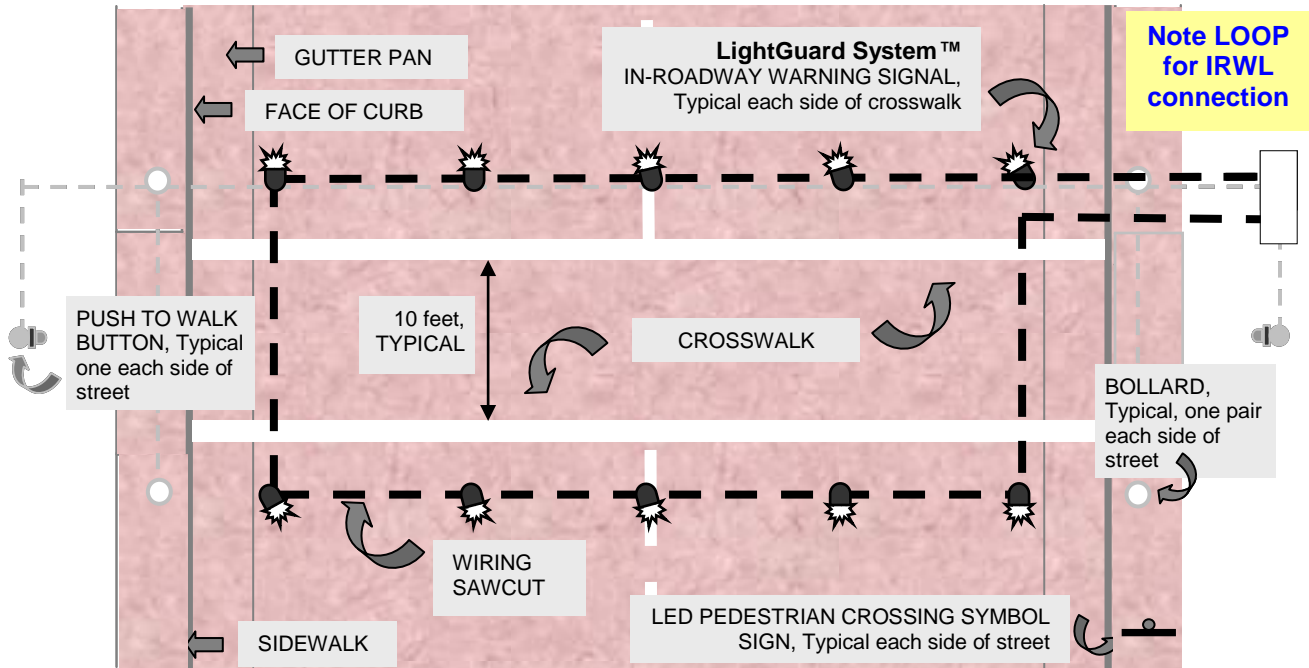 GUTTER PAN
FACE OF CURB
LightGuard System™
IN-ROADWAY WARNING SIGNAL,
Typical each side of crosswalk
Note LOOP
for IRWL
connection
PUSH TO WALK
BUTTON, Typical
one each side of
street
10 feet,
TYPICAL
CROSSWALK
BOLLARD,
Typical, one pair
each side of
street
WIRING
SAWCUT
SIDEWALK
LED PEDESTRIAN CROSSING SYMBOL
SIGN, Typical each side of street